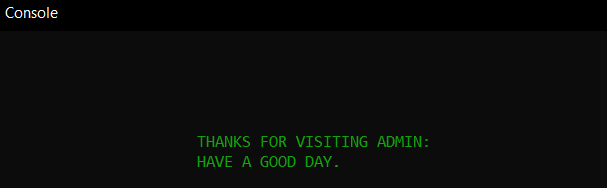 Console
THANKS FOR VISITING ADMIN:
HAVE A GOOD DAY.